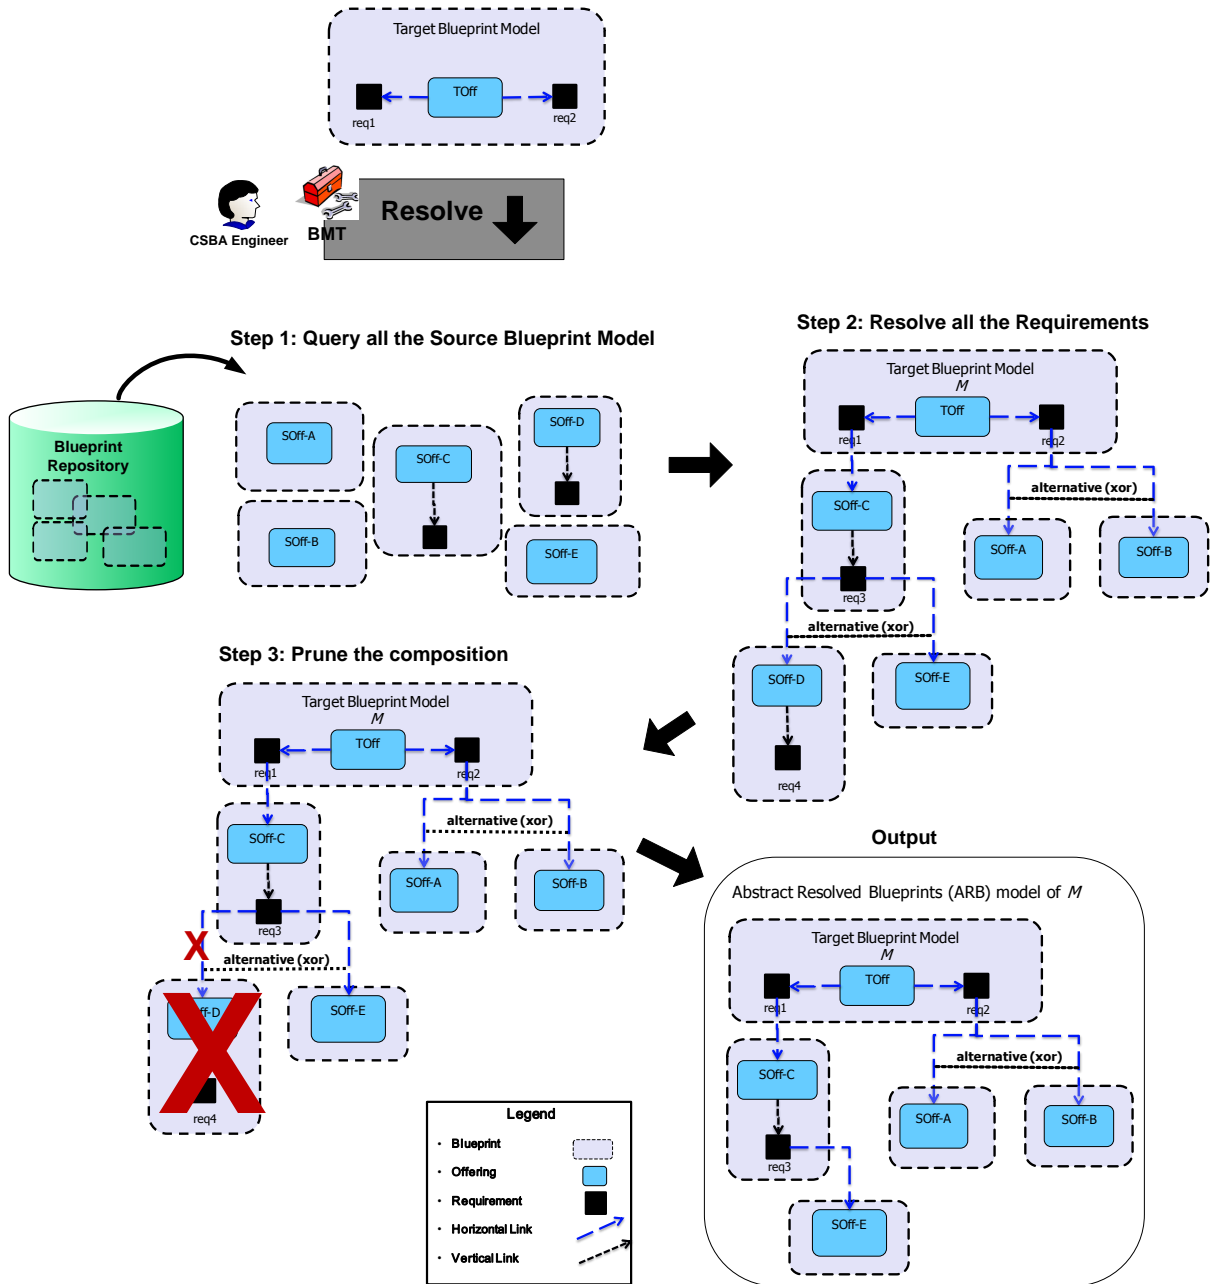 Target Blueprint Model
TOff
req1
req2
Resolve
CSBA Engineer
BMT
Step 1: Query all the Source Blueprint Model
Blueprint
Repository
SOff-A
SOff-B
SOff-C
SOff-D
SOff-E
Step 2: Resolve all the Requirements
Target Blueprint Model
M
TOff
req1
req2
alternative (xor)
SOff-C
SOff-A
SOff-B
req3
alternative (xor)
SOff-D
SOff-E
req4
Step 3: Prune the composition
Target Blueprint Model
M
TOff
req1
req2
alternative (xor)
SOff-C
SOff-A
SOff-B
req3
X
alternative (xor)
off-D
SOff-E
X
req4
Output
Abstract Resolved Blueprints (ARB) model of M
Target Blueprint Model
M
TOff
req1
req2
alternative (xor)
SOff-C
SOff-A
SOff-B
req3
SOff-E
Legend
· Blueprint
· Offering
· Requirement
· Horizontal Link
· Vertical Link